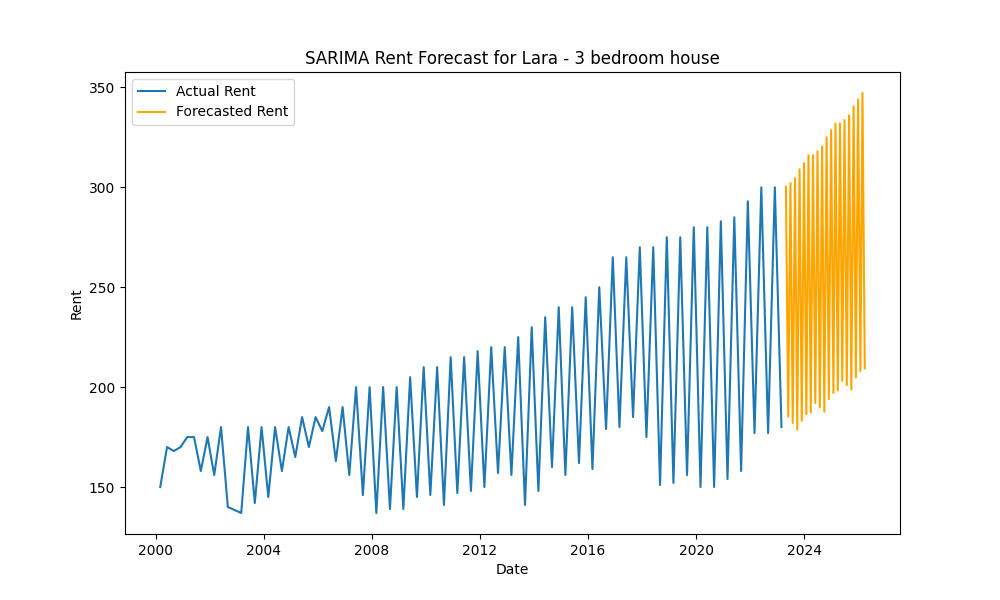 SARIMA Rent Forecast for Lara - 3 bedroom house
Actual Rent
Forecasted Rent
350
300
250
200
150
Rent
2000 2004 2008 2012 2016 2020 2024
Date